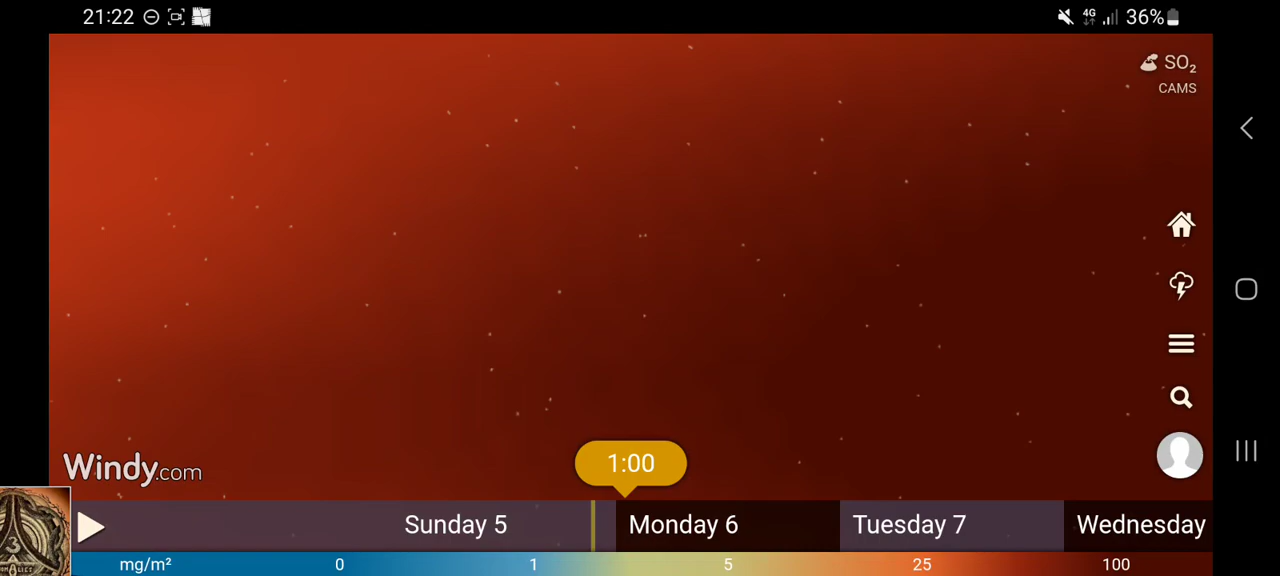 21:22
4G
36%
SO₂
CAMS
1:00
Windy.com
Sunday 5
Monday 6
Tuesday 7
Wednesday
3
mg/m²
0
1
5
25
100